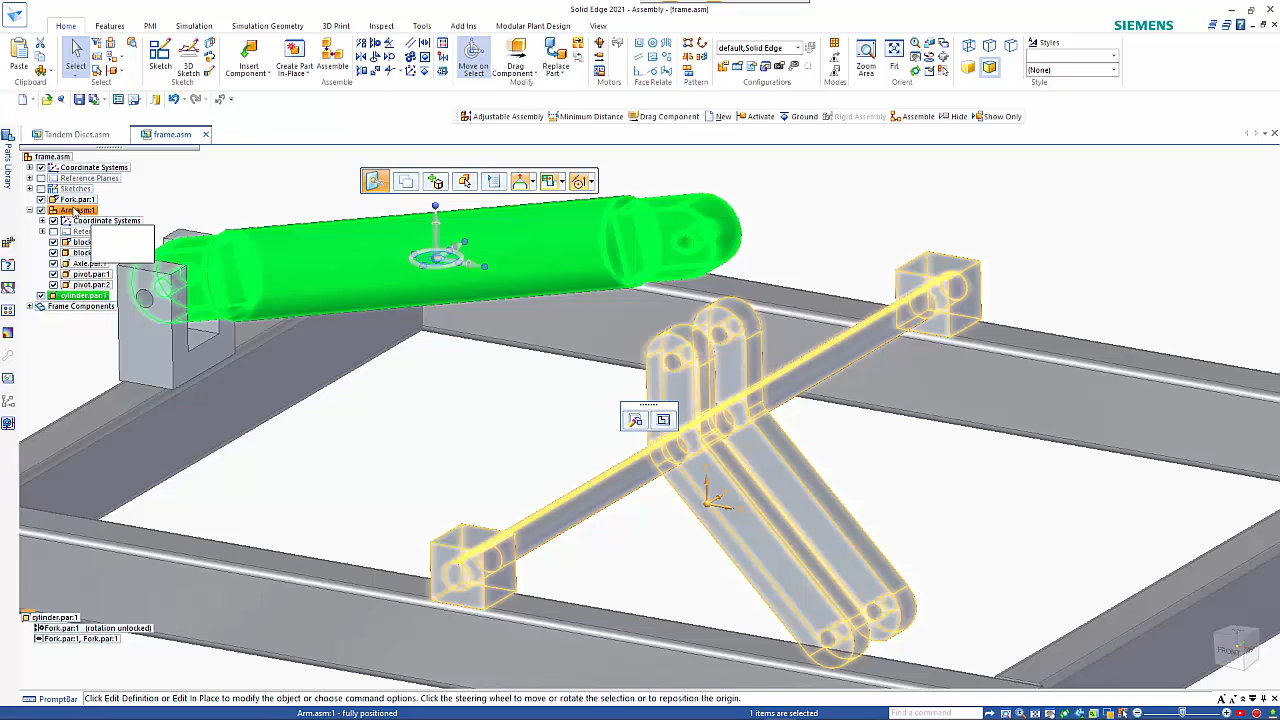 Solid Edge 2021 - Assembly - [frame.asm]
Home
Features
PMI
Simulation
Simulation Geometry
3D Print
Inspect
Tools
Add Ins
Modular Plant Design
View
SIEMENS
Paste
Select
Sketch
3D Sketch
Insert Component
Create Part In-Place
Assemble
Move on Select
Drag Component
Replace Part
default,Solid Edge
Zoom Area
Fit
Styles
(None)
Clipboard
Select
Sketch
Assemble
Modify
Motors
Face Relate
Pattern
Configurations
Modes
Orient
Style
Adjustable Assembly
Minimum Distance
Drag Component
New
Activate
Ground
Rigid Assembly
Assemble
Hide
Show Only
Tandem Discs.asm
frame.asm
Parts Library
frame.asm
Coordinate Systems
Reference Planes
Sketches
Fork.par:1
Arm.asm:1
Coordinate Systems
Refe
block
block
Axle.par:1
pivot.par:1
pivot.par:2
cylinder.par:1
Frame Components
cylinder.par:1
Fork.par:1 (rotation unlocked)
Fork.par:1, Fork.par:1
FRONT
PromptBar
Click Edit Definition or Edit In Place to modify the object or choose command options. Click the steering wheel to move or rotate the selection or to reposition the origin.
Arm.asm:1 - fully positioned
1 items are selected
Find a command